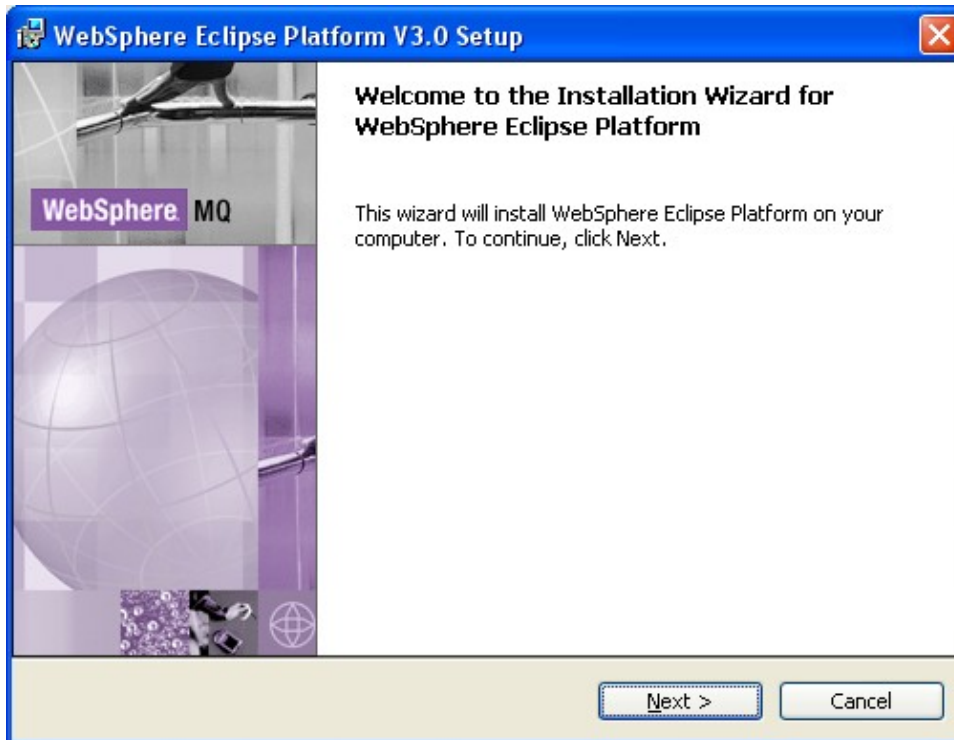 WebSphere Eclipse Platform V3.0 Setup
Welcome to the Installation Wizard for
WebSphere Eclipse Platform
WebSphere MQ
This wizard will install WebSphere Eclipse Platform on your
computer. To continue, click Next.
Next >
Cancel